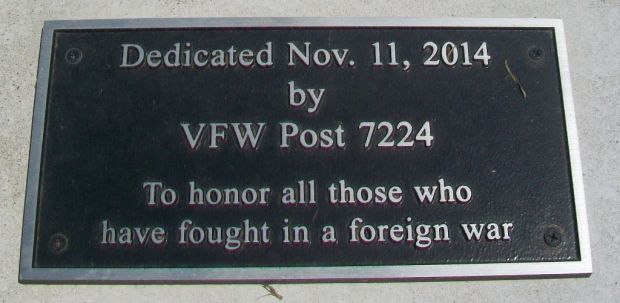 Dedicated Nov. 11, 2014
by
VFW Post 7224
To honor all those who
have fought in a foreign war